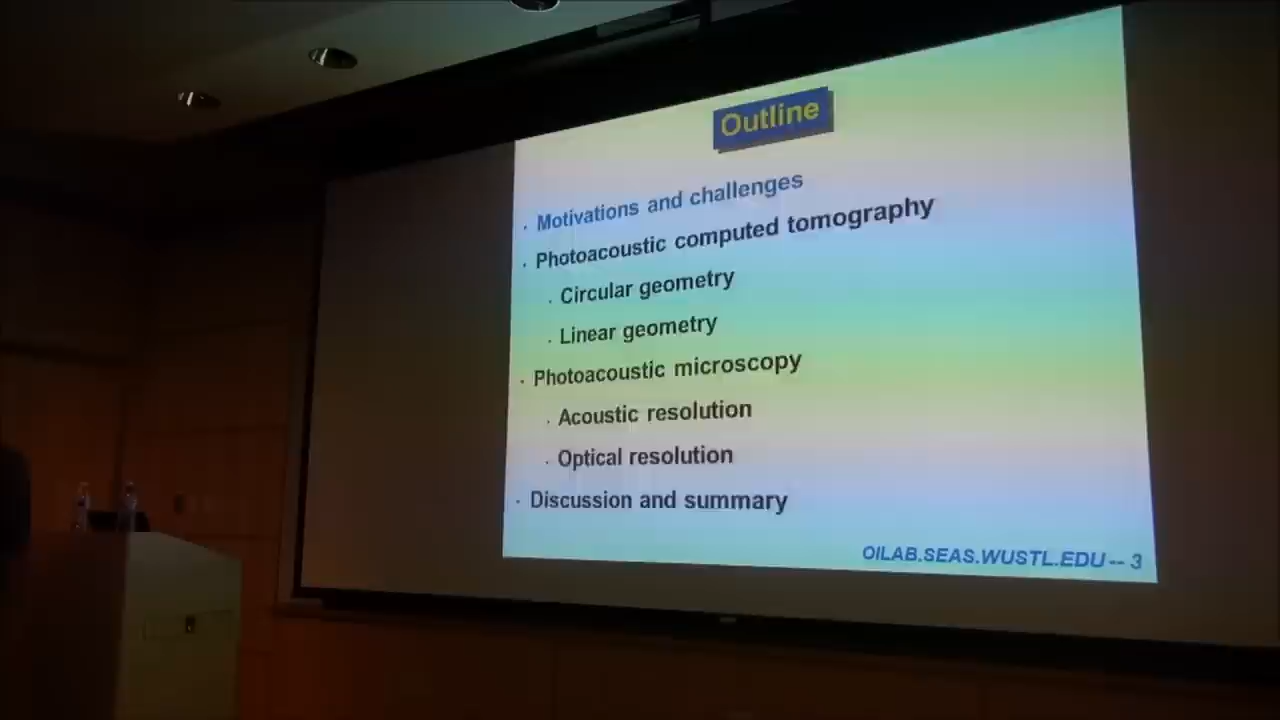 Outline
· Motivations and challenges
· Photoacoustic computed tomography
· Circular geometry
· Linear geometry
· Photoacoustic microscopy
· Acoustic resolution
· Optical resolution
· Discussion and summary
OILAB.SEAS.WUSTL.EDU -- 3